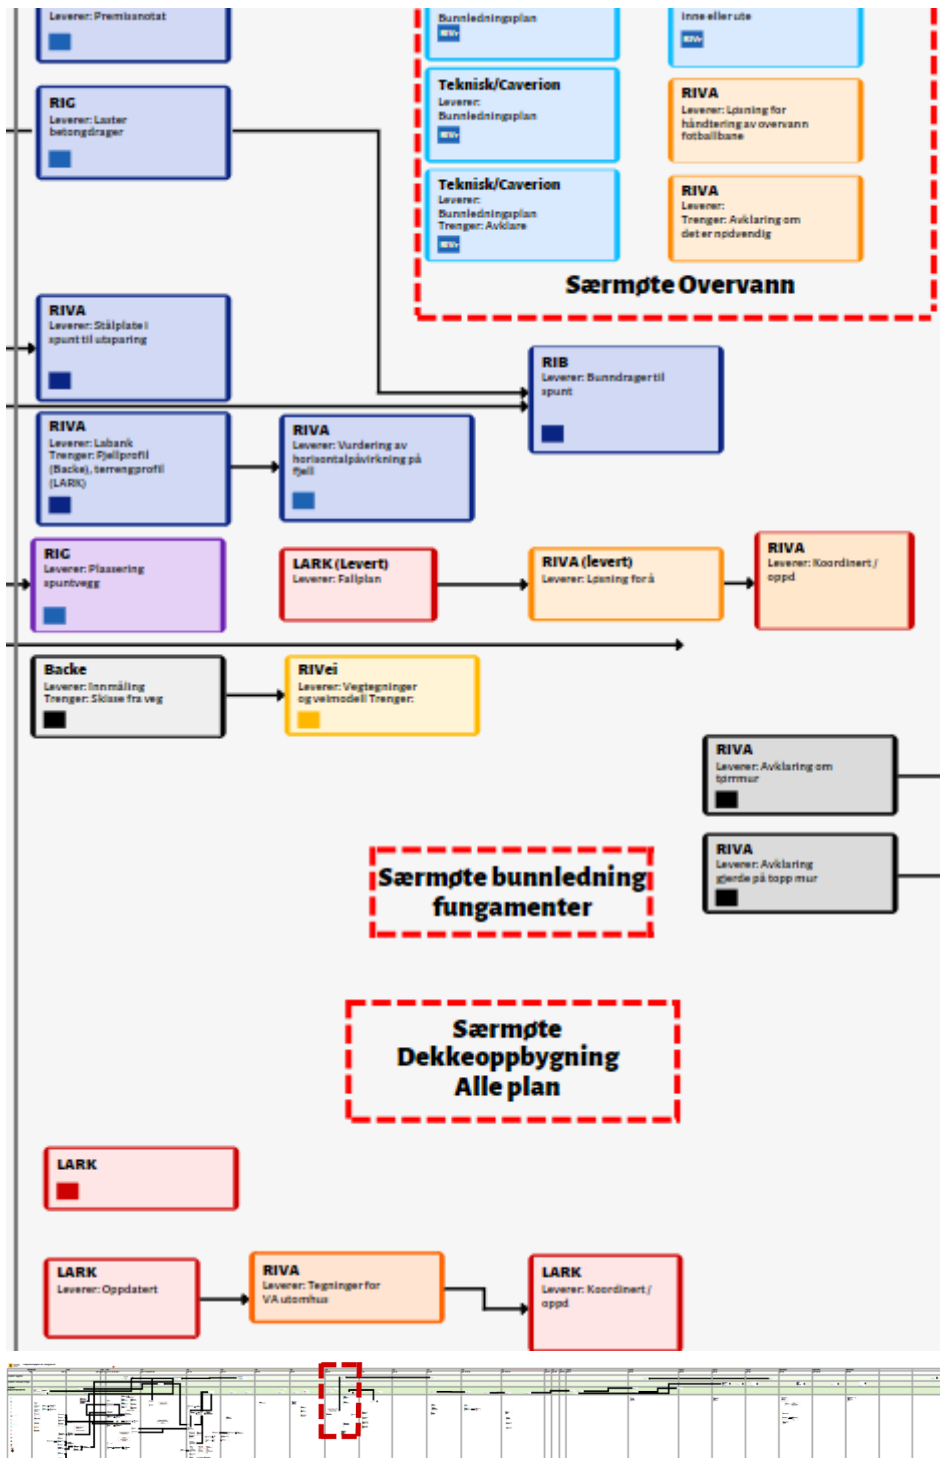 Leverer: Premissnotat
Bunnledningsplan
RIVr
inne eller ute
RIVr
RIG
Leverer: Laster
betongdrager
Teknisk/Caverion
Leverer:
Bunnledningsplan
RIVr
RIVA
Leverer: Løsning for
håndtering av overvann
fotballbane
Teknisk/Caverion
Leverer:
Bunnledningsplan
Trenger: Avklare
RIVr
RIVA
Leverer:
Trenger: Avklaring om
det er nødvendig
Særmøte Overvann
RIVA
Leverer: Stålplate i
spunt til utsparing
RIB
Leverer: Bunndrager til
spunt
RIVA
Leverer: Labank
Trenger: Fjellprofil
(Backe), terrengprofil
(LARK)
RIVA
Leverer: Vurdering av
horisontalpåvirkning på
fjell
RIG
Leverer: Plassering
spuntvegg
LARK (Levert)
Leverer: Fallplan
RIVA (levert)
Leverer: Løsning for å
RIVA
Leverer: Koordinert /
oppd
Backe
Leverer: Innmåling
Trenger: Skisse fra veg
RIVei
Leverer: Vegtegninger
og veimodell Trenger:
RIVA
Leverer: Avklaring om
tørrmur
RIVA
Leverer: Avklaring
gjerde på topp mur
Særmøte bunnledning
fungamenter
Særmøte
Dekkeoppbygning
Alle plan
LARK
LARK
Leverer: Oppdatert
RIVA
Leverer: Tegninger for
VA utomhus
LARK
Leverer: Koordinert /
oppd